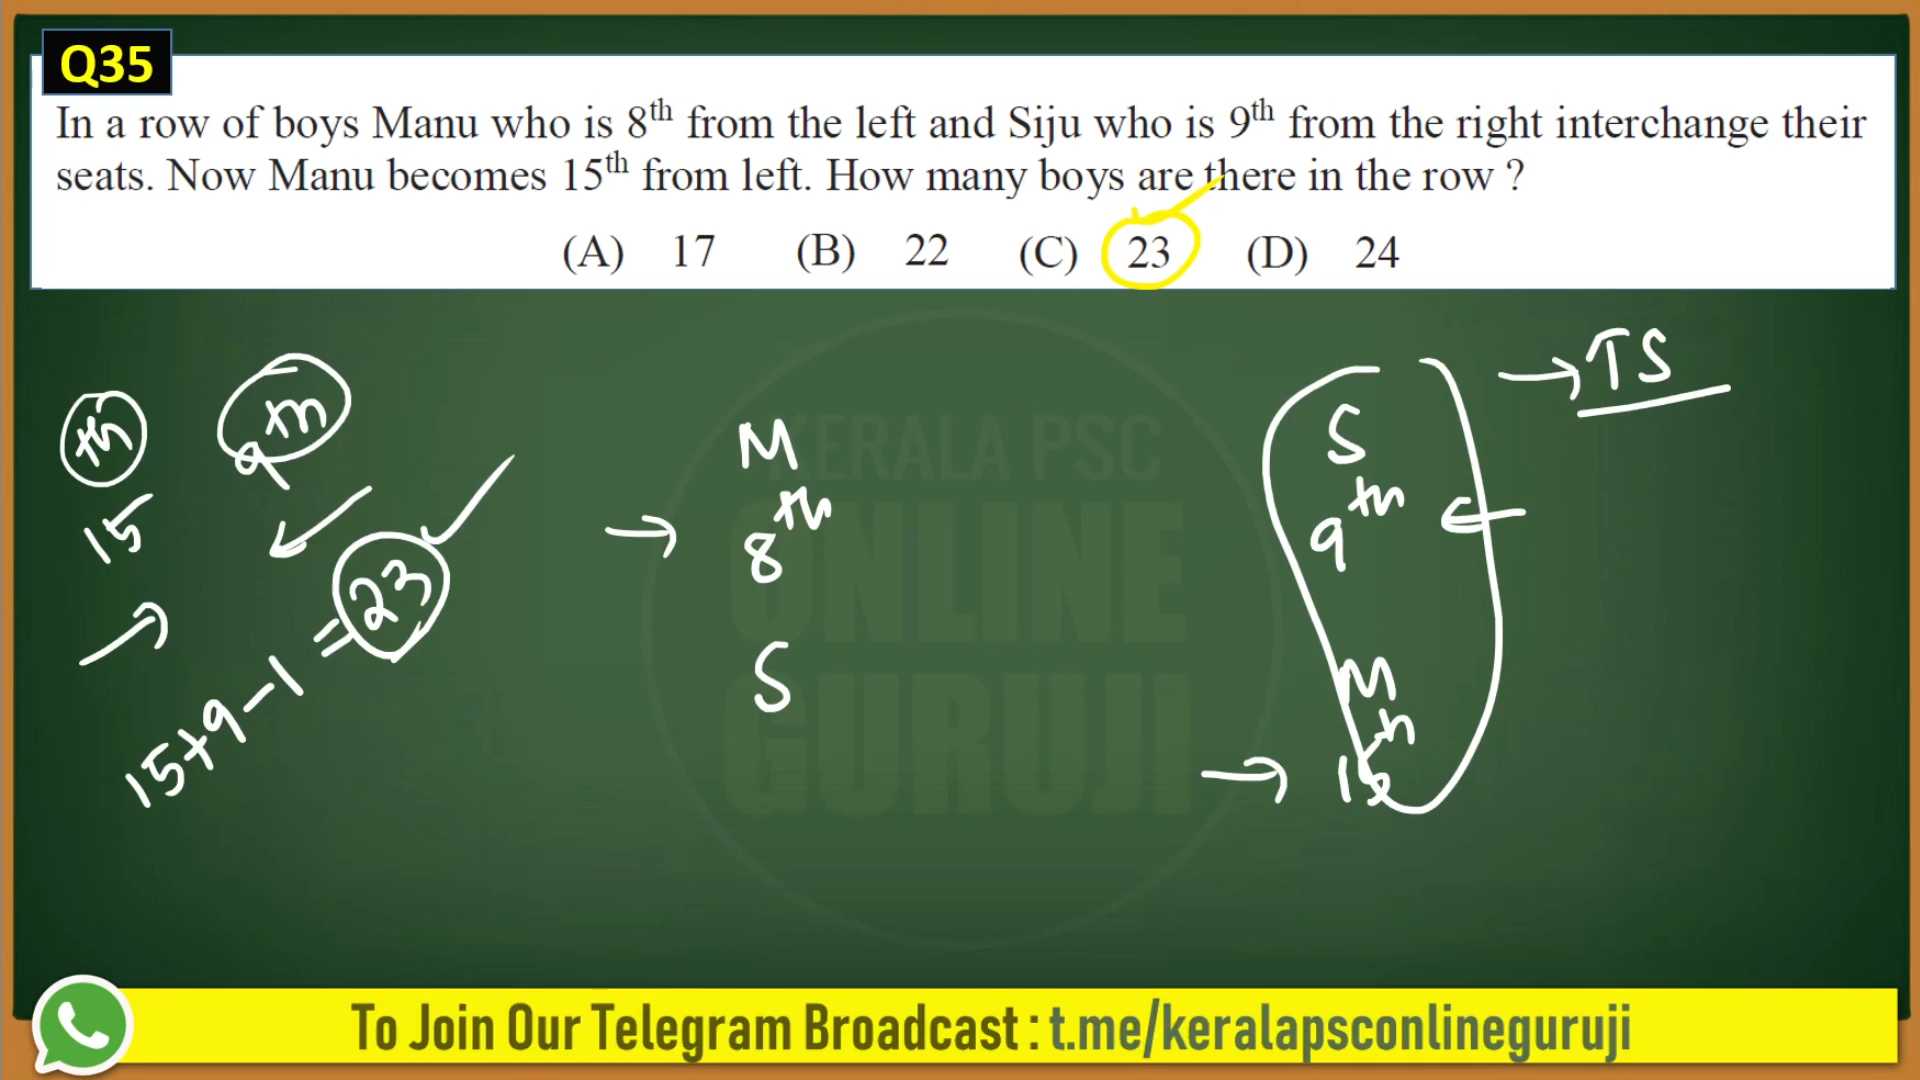 Q35
In a row of boys Manu who is 8th from the left and Siju who is 9th from the right interchange their
seats. Now Manu becomes 15th from left. How many boys are there in the row ?
(A) 17 (B) 22 (C) 23 (D) 24
th
15
9th
15+9-1 = 23
M
8th
S
S
9th
M
15th
TS
KERALA PSC
ONLINE
GURUJI
To Join Our Telegram Broadcast : t.me/keralapsconlineguruji